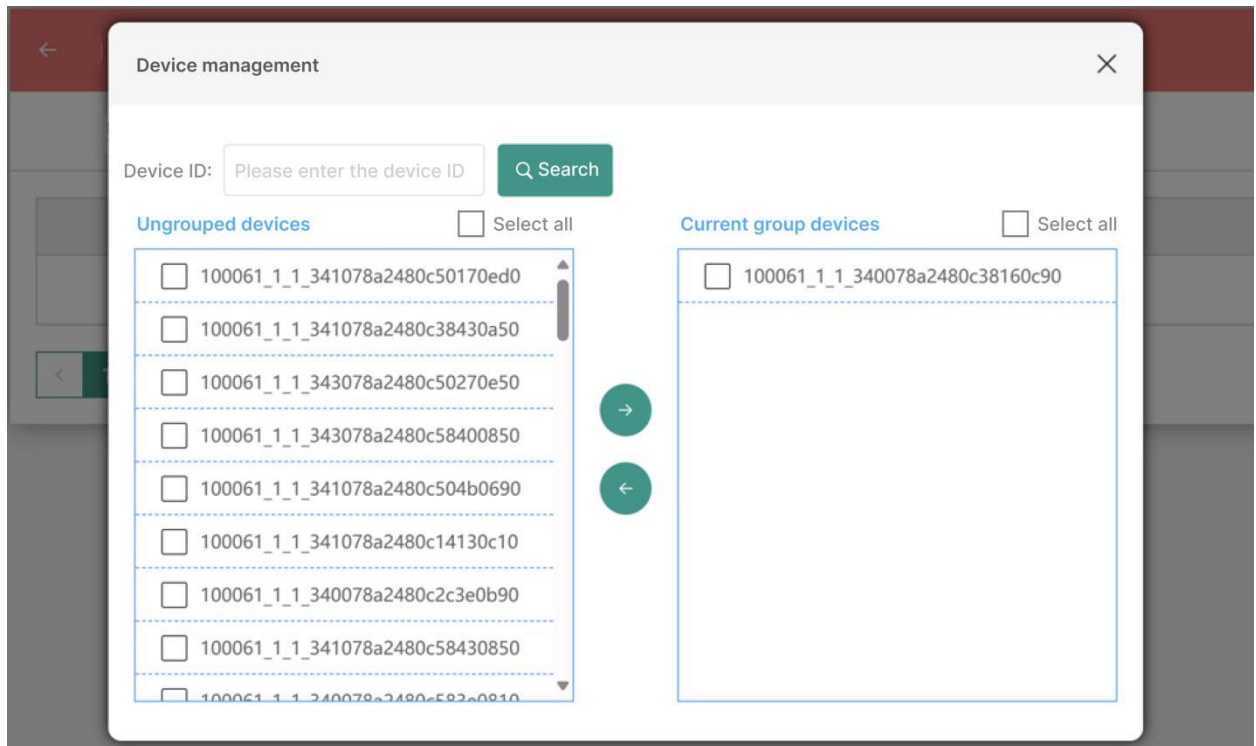 Device management
Device ID: Please enter the device ID Search
Ungrouped devices Select all
100061_1_1_341078a2480c50170ed0
100061_1_1_341078a2480c38430a50
100061_1_1_343078a2480c50270e50
100061_1_1_343078a2480c58400850
100061_1_1_341078a2480c504b0690
100061_1_1_341078a2480c14130c10
100061_1_1_340078a2480c2c3e0b90
100061_1_1_341078a2480c58430850
Current group devices Select all
100061_1_1_340078a2480c38160c90